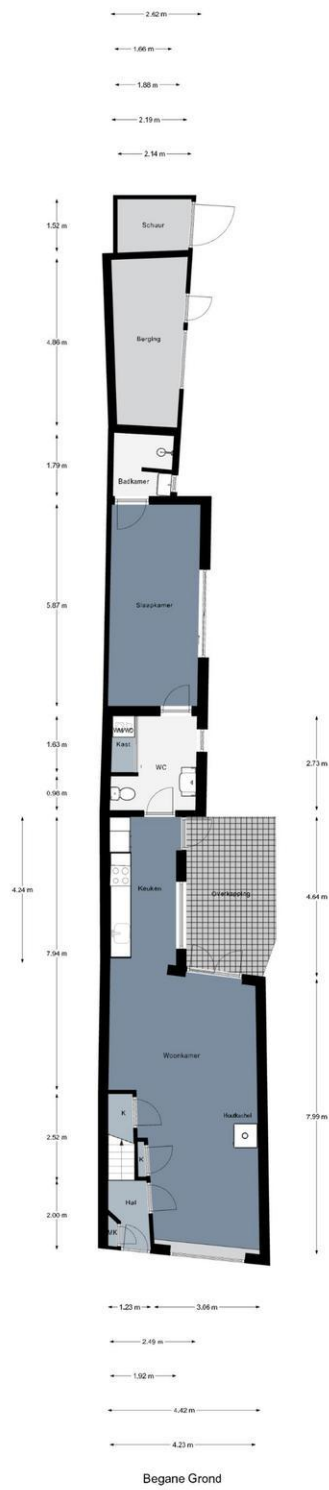 2.62 m
1.66 m
1.88 m
2.19 m
2.14 m
1.52 m
Schuur
4.86 m
Berging
1.79 m
Badkamer
5.87 m
Slaapkamer
1.63 m
WM/WD
Kast
WC
2.73 m
0.96 m
4.24 m
Keuken
Overkapping
4.64 m
7.94 m
Woonkamer
7.99 m
K
Houtkachel
2.52 m
K
Hal
2.00 m
MK
1.23 m
3.06 m
2.49 m
1.92 m
4.42 m
4.23 m
Begane Grond